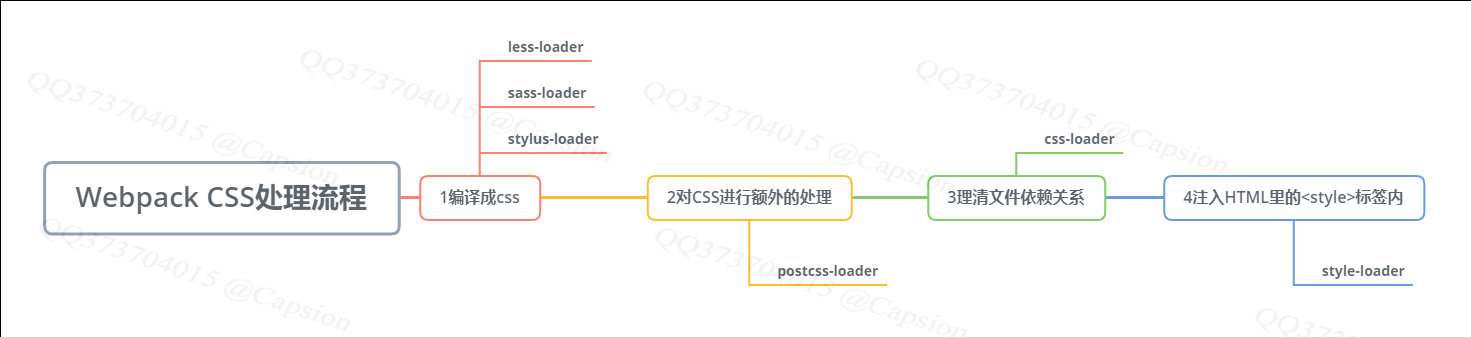 less-loader
sass-loader
stylus-loader
css-loader
Webpack CSS处理流程
1编译成css
2对CSS进行额外的处理
3理清文件依赖关系
4注入HTML里的<style>标签内
postcss-loader
style-loader
QQ373704015 @Capsion
QQ373704015 @Capsion
QQ373704015 @Capsion
QQ373704015 @Capsion
QQ373704015 @Capsion
QQ373704015 @Capsion